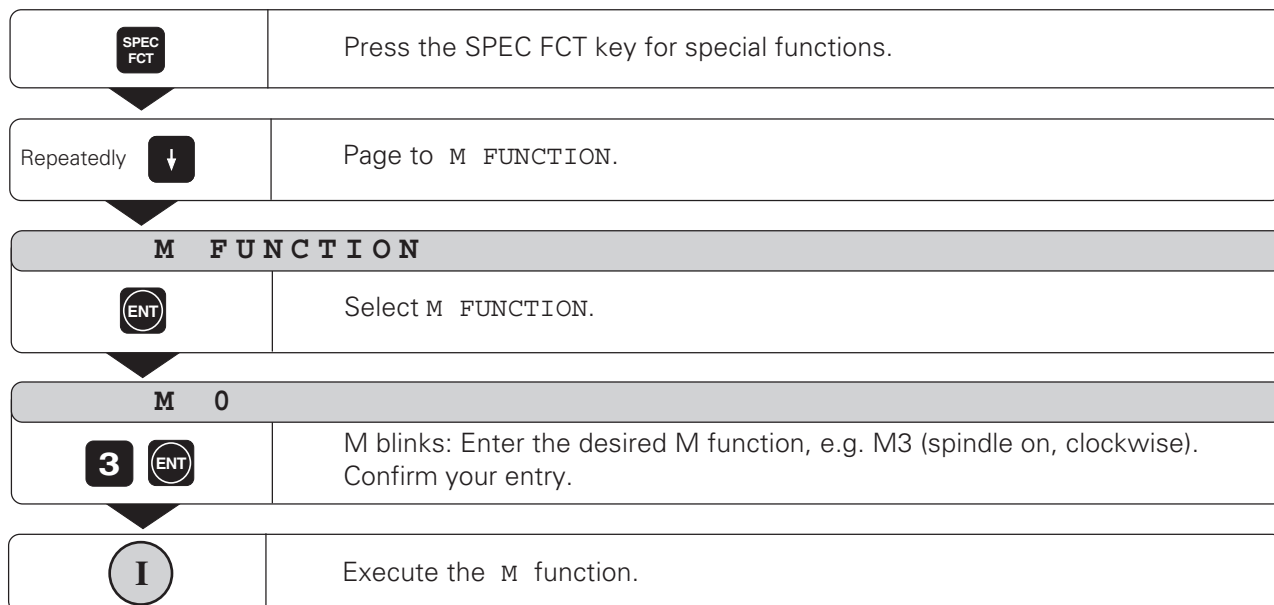 SPEC
FCT
Press the SPEC FCT key for special functions.
Repeatedly
Page to M FUNCTION.
M FUNCTION
ENT
Select M FUNCTION.
M 0
3 ENT
M blinks: Enter the desired M function, e.g. M3 (spindle on, clockwise).
Confirm your entry.
I
Execute the M function.